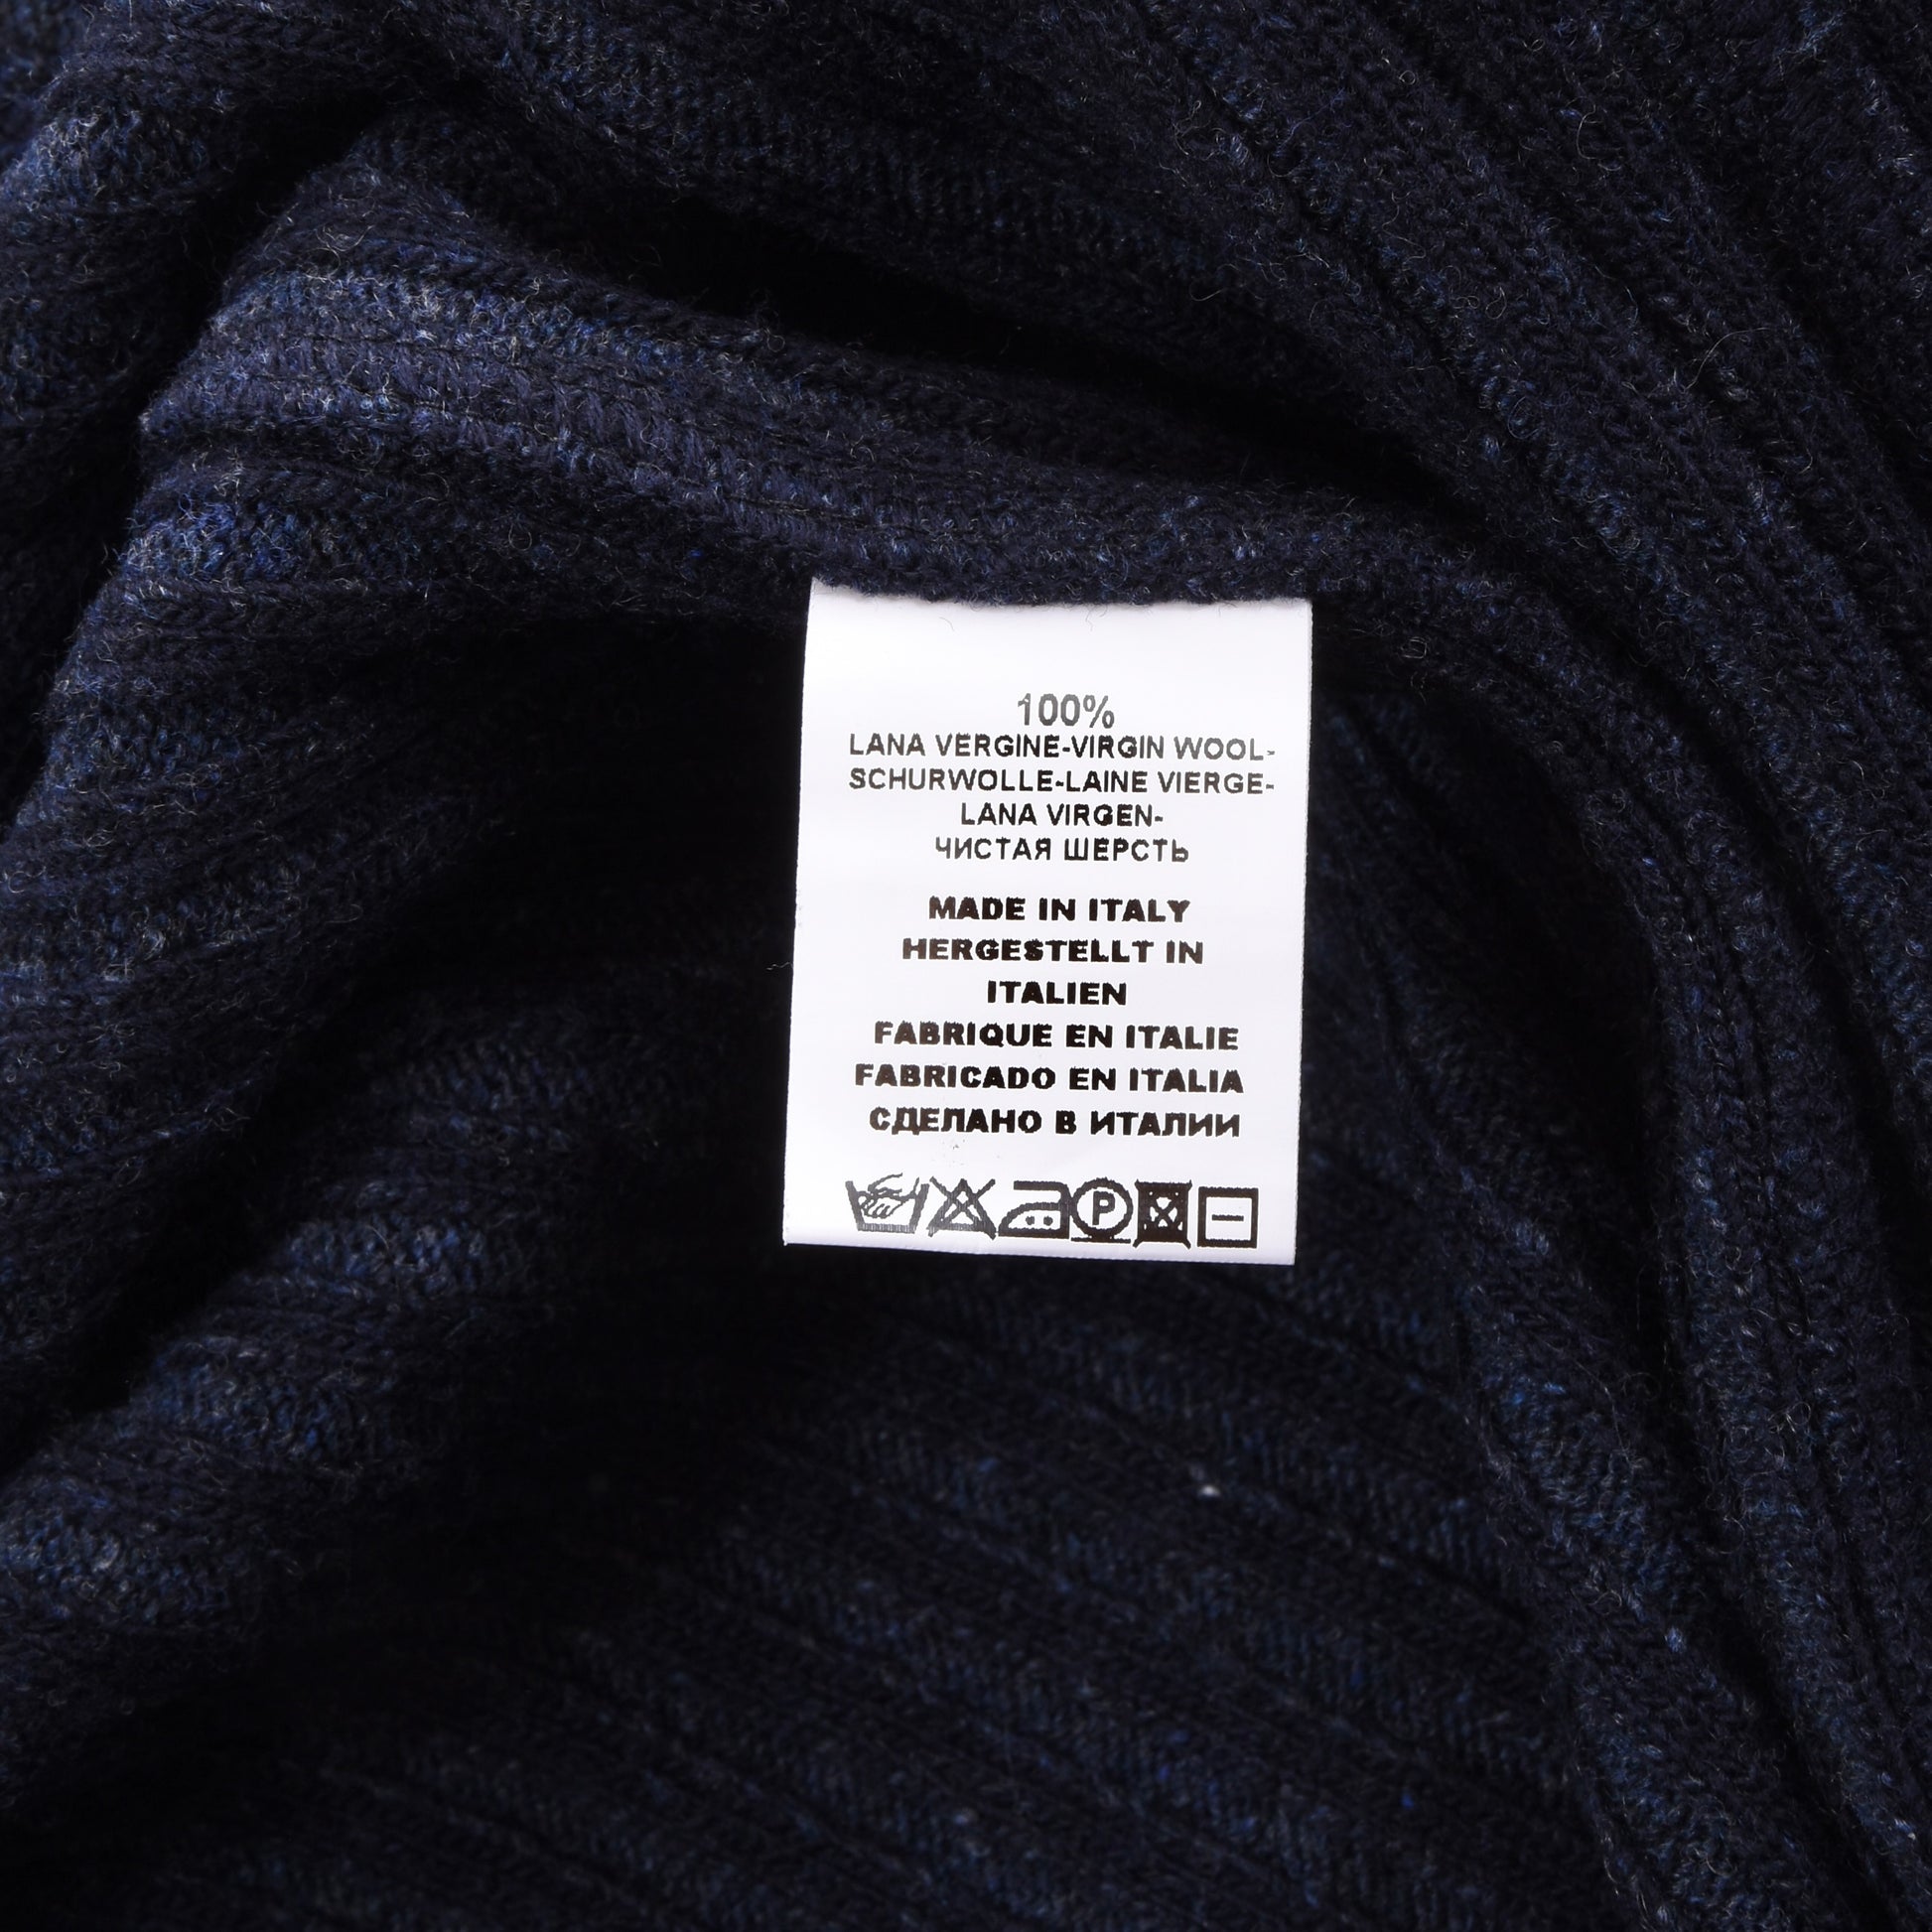 100%
LANA VERGINE-VIRGIN WOOL-
SCHURWOLLE-LAINE VIERGE-
LANA VIRGEN-
ЧИСТАЯ ШЕРСТЬ
MADE IN ITALY
HERGESTELLT IN
ITALIEN
FABRIQUE EN ITALIE
FABRICADO EN ITALIA
СДЕЛАНО В ИТАЛИИ
P